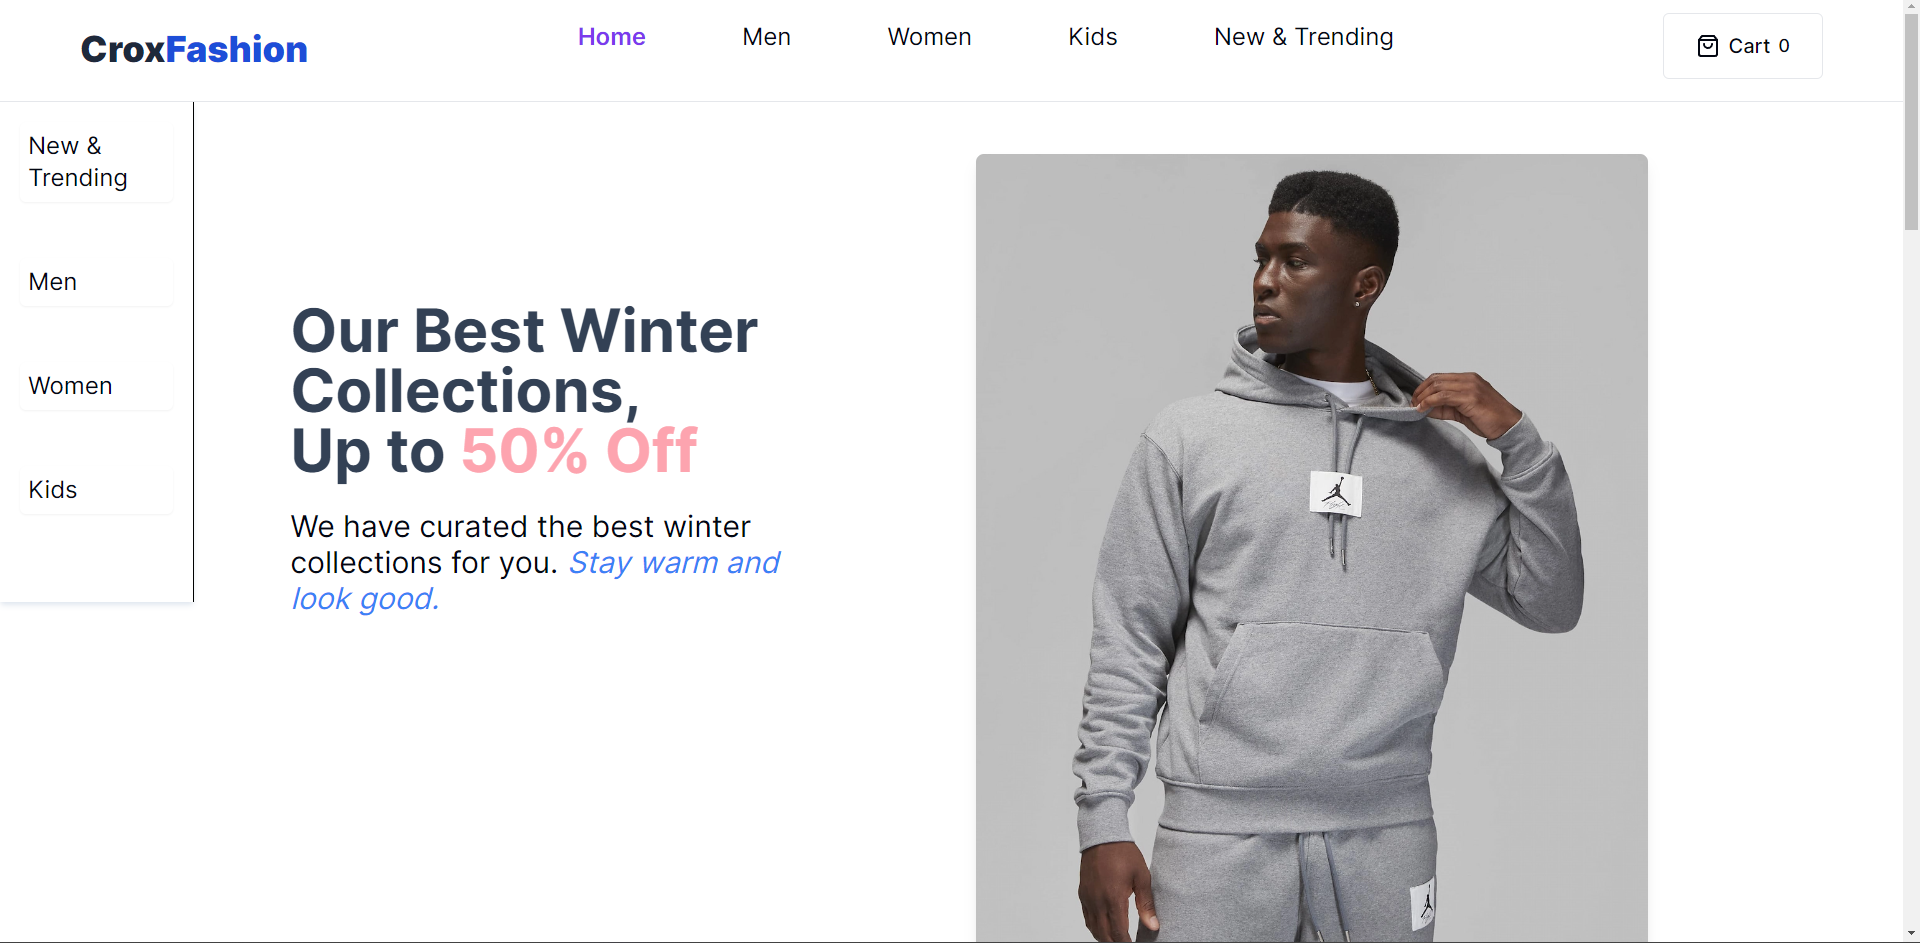 CroxFashion
Home
Men
Women
Kids
New & Trending
Cart 0
New &
Trending
Men
Women
Kids
Our Best Winter
Collections,
Up to 50% Off
We have curated the best winter
collections for you. Stay warm and
look good.